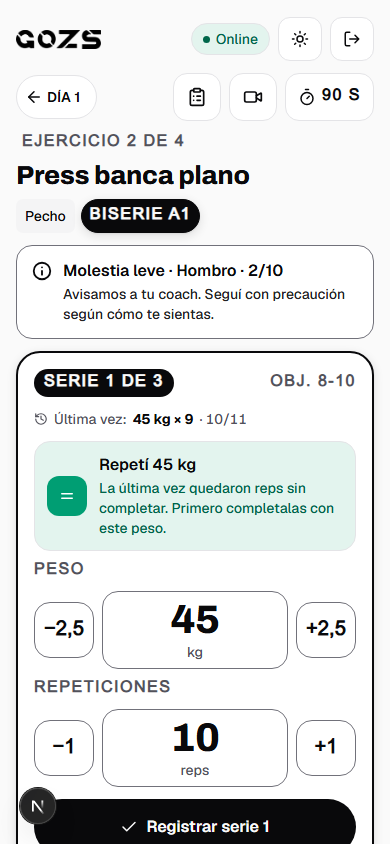 GOZS
Online
DÍA 1
90 S
EJERCICIO 2 DE 4
Press banca plano
Pecho
BISERIE A1
Molestia leve · Hombro · 2/10
Avisamos a tu coach. Seguí con precaución
según cómo te sientas.
SERIE 1 DE 3
OBJ. 8-10
Última vez: 45 kg × 9 · 10/11
=
Repetí 45 kg
La última vez quedaron reps sin
completar. Primero completalas con
este peso.
PESO
−2,5
45
kg
+2,5
REPETICIONES
−1
10
reps
+1
N
Registrar serie 1